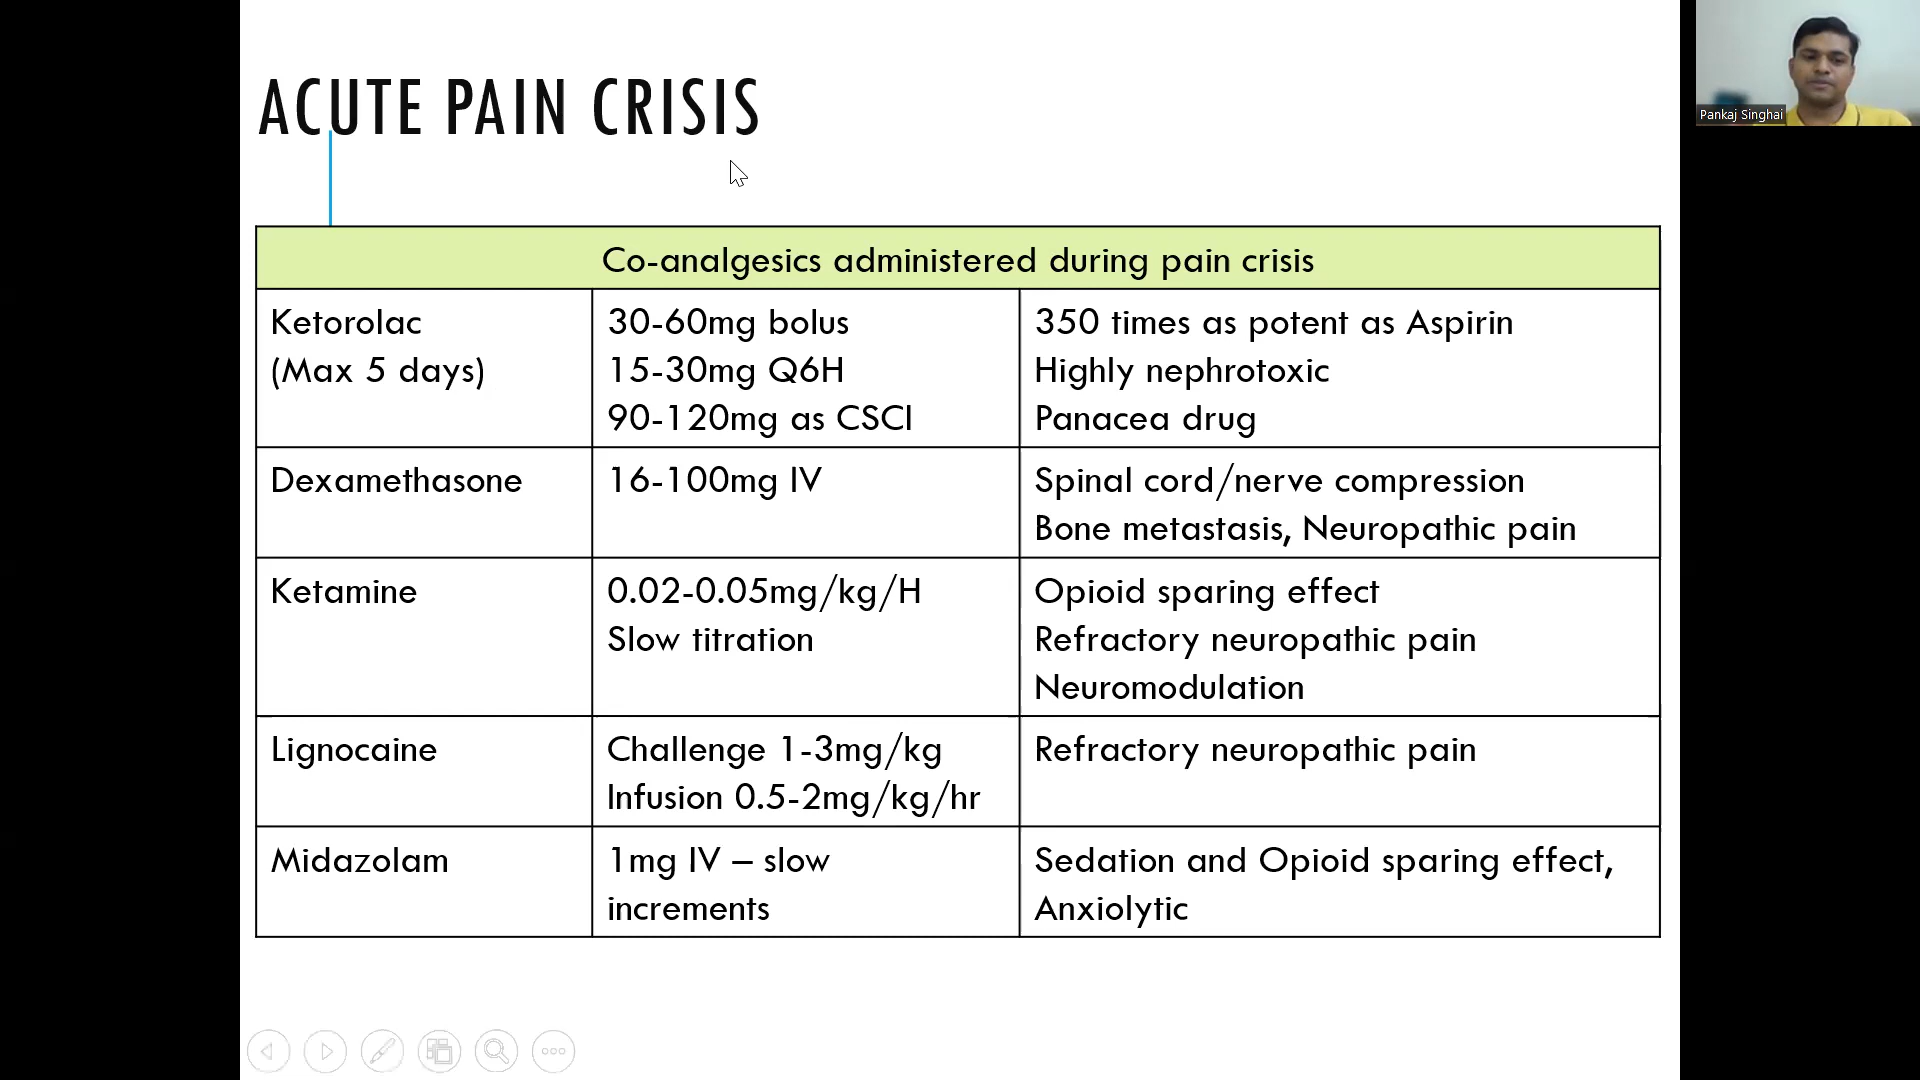 ACUTE PAIN CRISIS
Pankaj Singhai
Co-analgesics administered during pain crisis
Ketorolac
(Max 5 days)
30-60mg bolus
15-30mg Q6H
90-120mg as CSCI
350 times as potent as Aspirin
Highly nephrotoxic
Panacea drug
Dexamethasone
16-100mg IV
Spinal cord/nerve compression
Bone metastasis, Neuropathic pain
Ketamine
0.02-0.05mg/kg/H
Slow titration
Opioid sparing effect
Refractory neuropathic pain
Neuromodulation
Lignocaine
Challenge 1-3mg/kg
Infusion 0.5-2mg/kg/hr
Refractory neuropathic pain
Midazolam
1mg IV – slow
increments
Sedation and Opioid sparing effect,
Anxiolytic